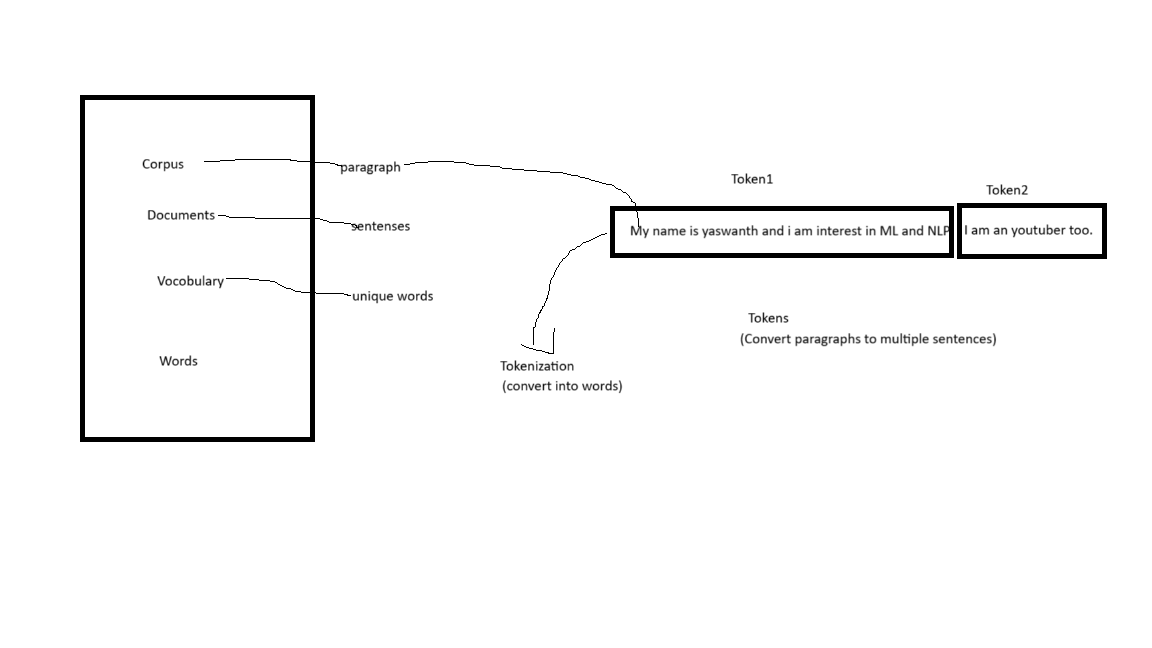 Corpus
paragraph
Documents
sentenses
Vocobulary
unique words
Words
Token1
Token2
My name is yaswanth and i am interest in ML and NLP
I am an youtuber too.
Tokens
(Convert paragraphs to multiple sentences)
Tokenization
(convert into words)